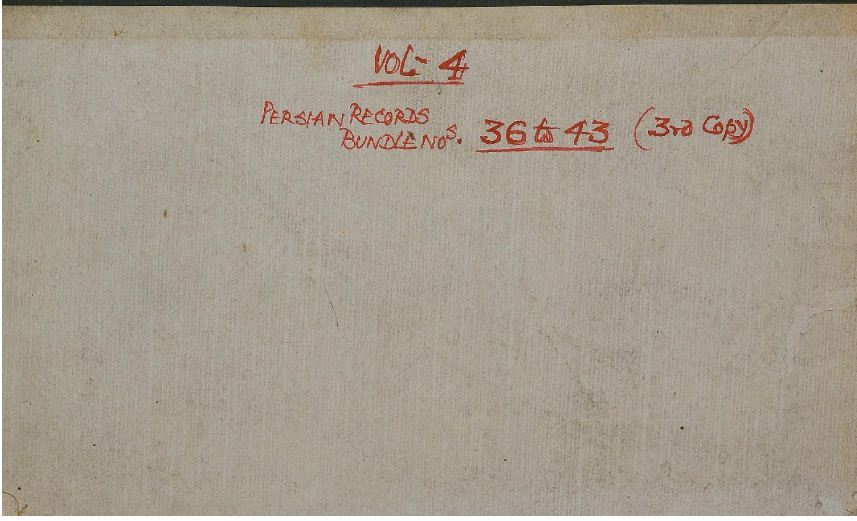 VOL- 4
PERSIAN RECORDS
BUNDLE NOS. 36 to 43 (3rd Copy)